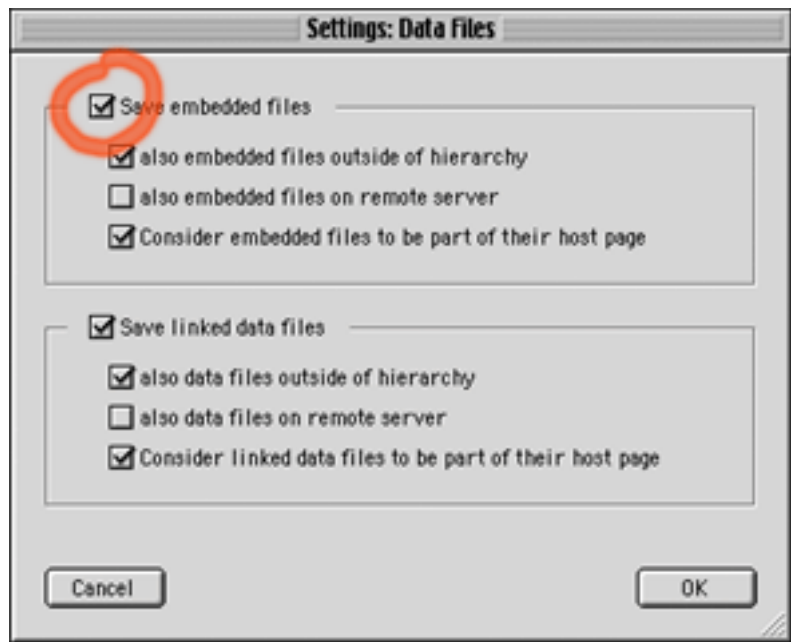 Settings: Data Files
Save embedded files
also embedded files outside of hierarchy
also embedded files on remote server
Consider embedded files to be part of their host page
Save linked data files
also data files outside of hierarchy
also data files on remote server
Consider linked data files to be part of their host page
Cancel
OK